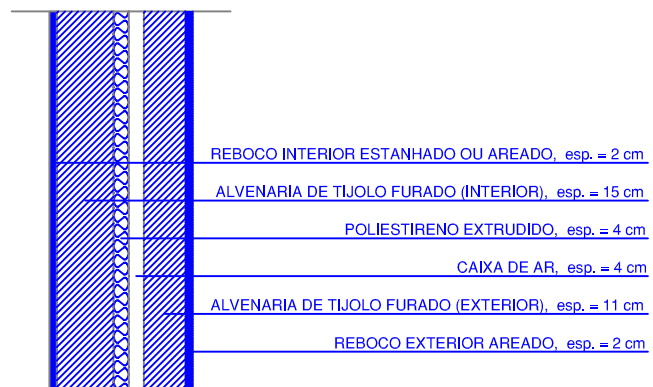 REBOCO INTERIOR ESTANHADO OU AREADO, esp. = 2 cm
ALVENARIA DE TIJOLO FURADO (INTERIOR), esp. = 15 cm
POLIESTIRENO EXTRUDIDO, esp. = 4 cm
CAIXA DE AR, esp. = 4 cm
ALVENARIA DE TIJOLO FURADO (EXTERIOR), esp. = 11 cm
REBOCO EXTERIOR AREADO, esp. = 2 cm